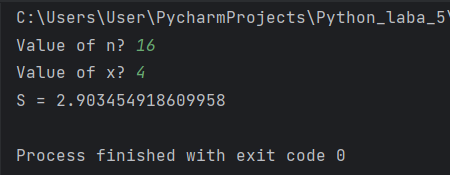 C:\Users\User\PycharmProjects\Python_laba_5\
Value of n? 16
Value of x? 4
S = 2.903454918609958
Process finished with exit code 0